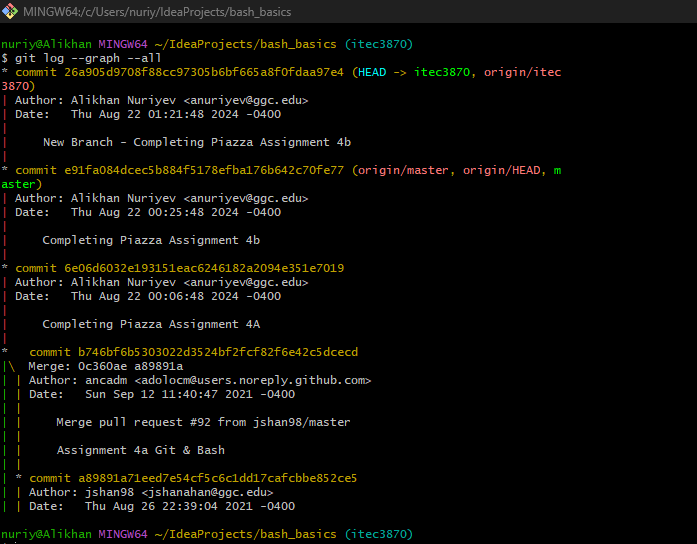 MINGW64:/c/Users/nuriy/IdeaProjects/bash_basics
nuriy@Alikhan MINGW64 ~/IdeaProjects/bash_basics (itec3870)
$ git log --graph --all
* commit 26a905d9708f88cc97305b6bf665a8f0fdaa97e4 (HEAD -> itec3870, origin/itec
3870)
| Author: Alikhan Nuriyev <anuriyev@ggc.edu>
| Date:   Thu Aug 22 01:21:48 2024 -0400
|
|     New Branch - Completing Piazza Assignment 4b
|
* commit e91fa084dcec5b884f5178efba176b642c70fe77 (origin/master, origin/HEAD, m
aster)
| Author: Alikhan Nuriyev <anuriyev@ggc.edu>
| Date:   Thu Aug 22 00:25:48 2024 -0400
|
|     Completing Piazza Assignment 4b
|
* commit 6e06d6032e193151eac6246182a2094e351e7019
| Author: Alikhan Nuriyev <anuriyev@ggc.edu>
| Date:   Thu Aug 22 00:06:48 2024 -0400
|
|     Completing Piazza Assignment 4A
|
*   commit b746bf6b5303022d3524bf2fcf82f6e42c5dcecd
|\  Merge: 0c360ae a89891a
| | Author: ancadm <adolocm@users.noreply.github.com>
| | Date:   Sun Sep 12 11:40:47 2021 -0400
| |
| |     Merge pull request #92 from jshan98/master
| |
| |     Assignment 4a Git & Bash
| |
| * commit a89891a71eed7e54cf5c6c1dd17cafcbbe852ce5
| | Author: jshan98 <jshanahan@ggc.edu>
| | Date:   Thu Aug 26 22:39:04 2021 -0400
nuriy@Alikhan MINGW64 ~/IdeaProjects/bash_basics (itec3870)